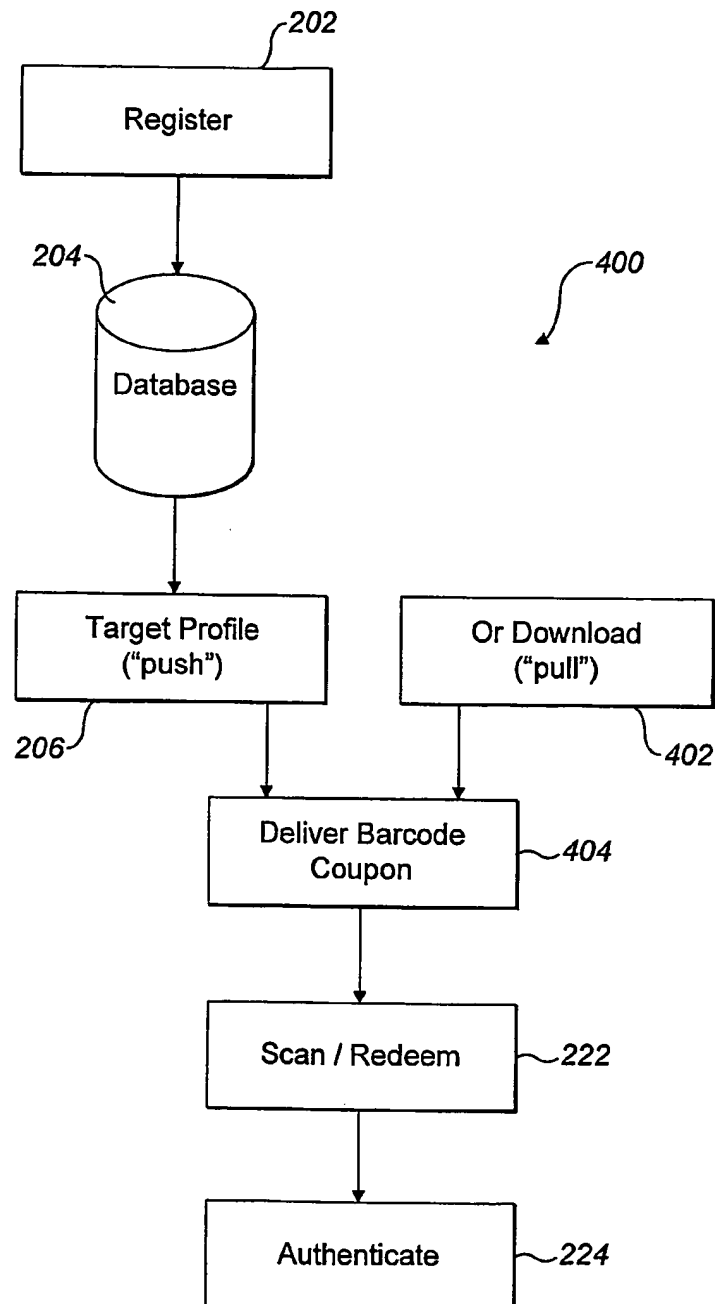 202
Register
204
400
Database
Target Profile
("push")
Or Download
("pull")
206
402
Deliver Barcode
Coupon
404
Scan / Redeem
222
Authenticate
224